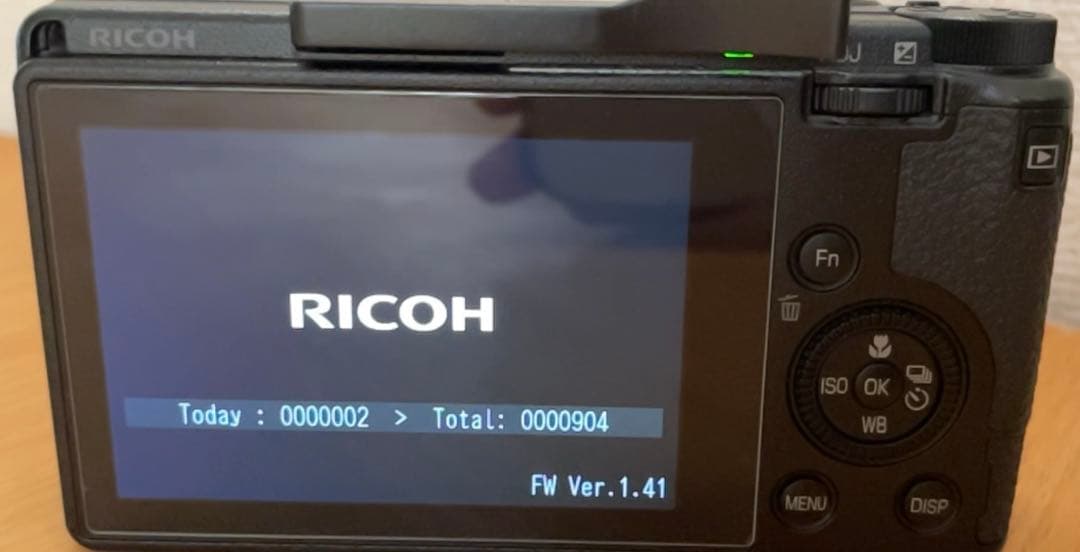 RICOH
Fn
RICOH
ISO OK
WB
Today : 0000002 > Total: 0000904
FW Ver.1.41
MENU DISP